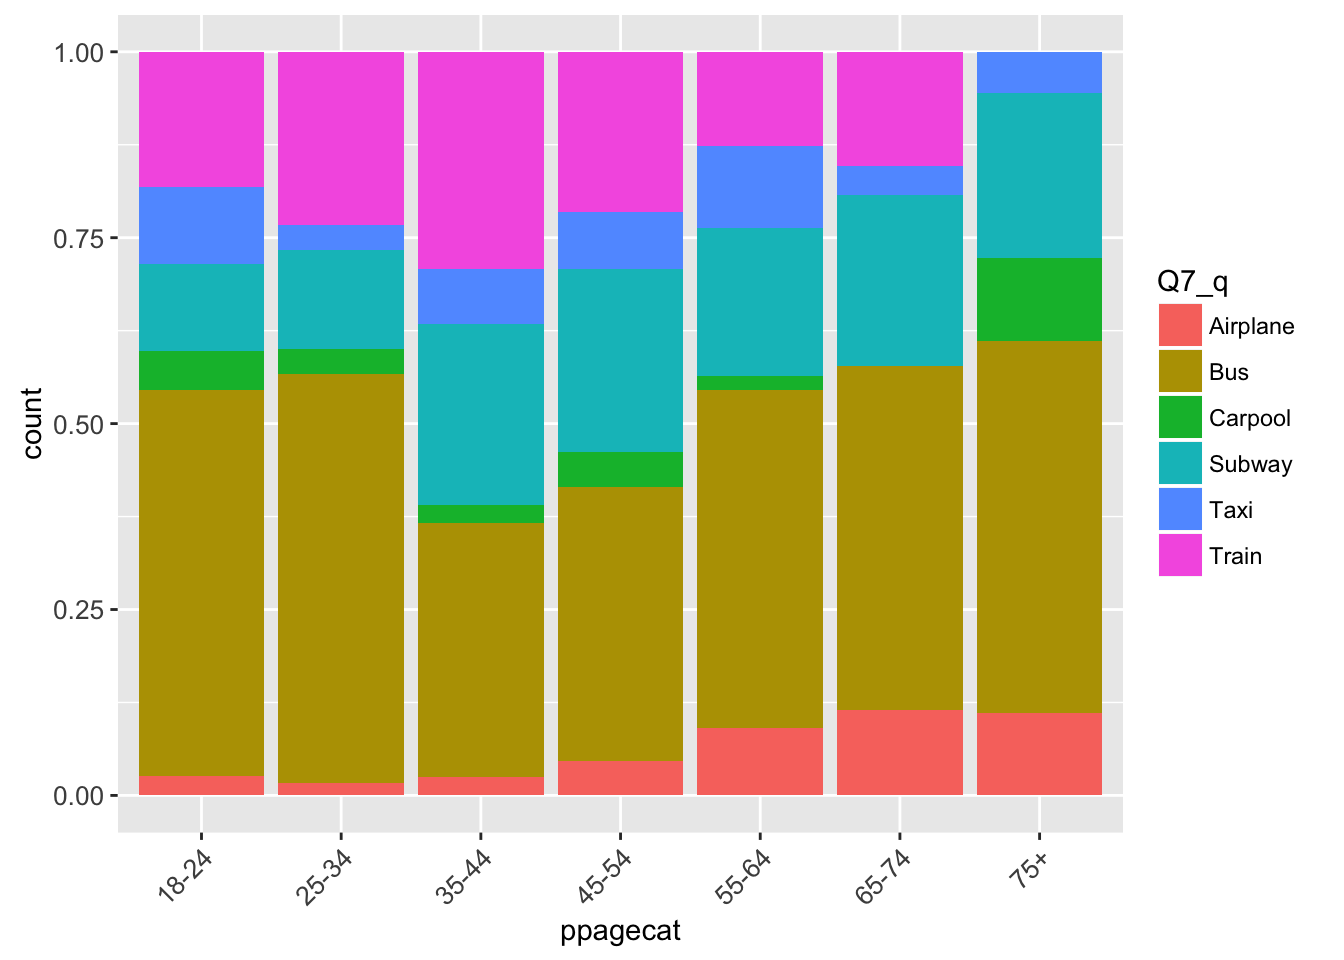 1.00
0.75
0.50
0.25
0.00
count
18-24
25-34
35-44
45-54
55-64
65-74
75+
ppagecat
Q7_q
Airplane
Bus
Carpool
Subway
Taxi
Train